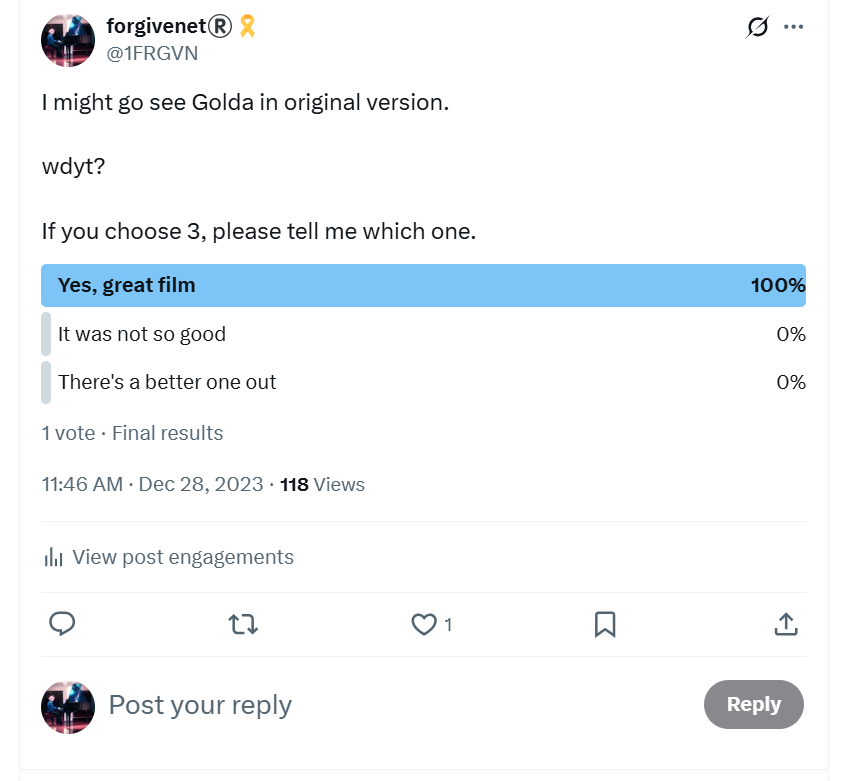 forgivenet®🎗
@1FRGVN
I might go see Golda in original version.
wdyt?
If you choose 3, please tell me which one.
Yes, great film 100%
It was not so good 0%
There's a better one out 0%
1 vote · Final results
11:46 AM · Dec 28, 2023 · 118 Views
View post engagements
1
Post your reply
Reply